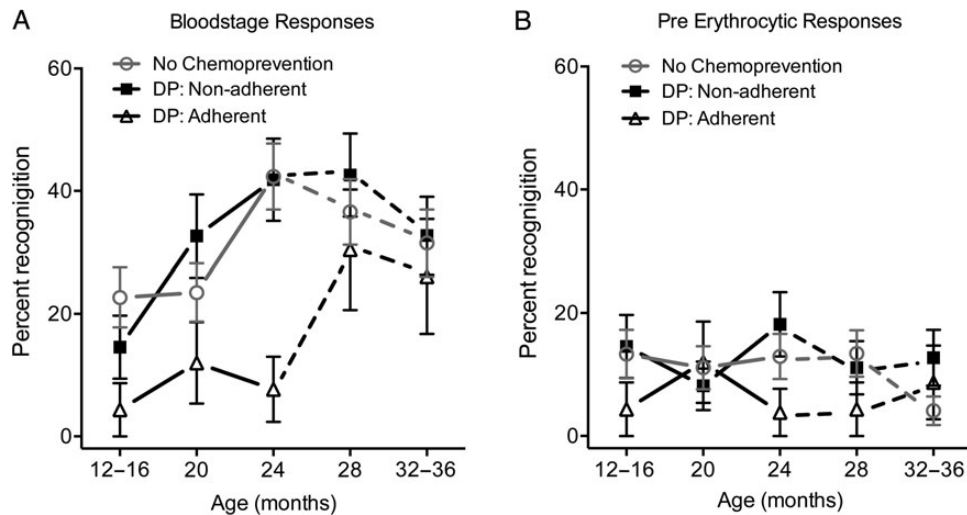 A
Bloodstage Responses
No Chemoprevention
DP: Non-adherent
DP: Adherent
Percent recognigition
60
40
20
0
12–16
20
24
28
32–36
Age (months)
B
Pre Erythrocytic Responses
No Chemoprevention
DP: Non-adherent
DP: Adherent
Percent recognigition
60
40
20
0
12–16
20
24
28
32–36
Age (months)